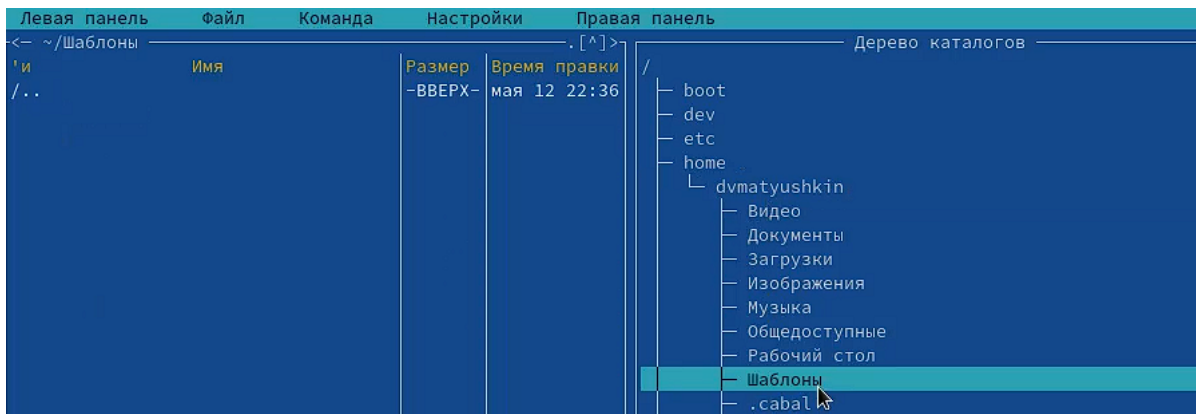 Левая панель Файл Команда Настройки Правая панель
<— ~/Шаблоны .[^]>
'и Имя Размер Время правки
/.. -ВВЕРХ- мая 12 22:36
Дерево каталогов
/
boot
dev
etc
home
dvmatyushkin
Видео
Документы
Загрузки
Изображения
Музыка
Общедоступные
Рабочий стол
Шаблоны
.cabal